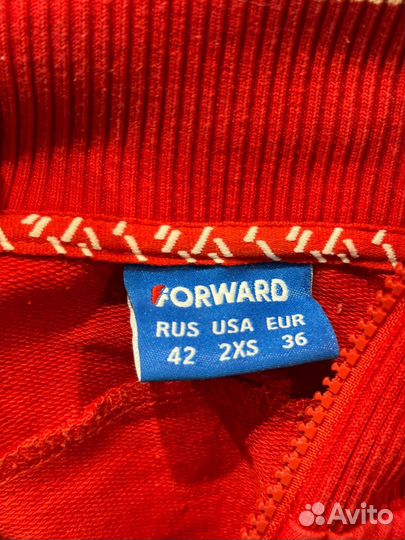 FORWARD
RUS USA EUR
42 2XS 36
Avito